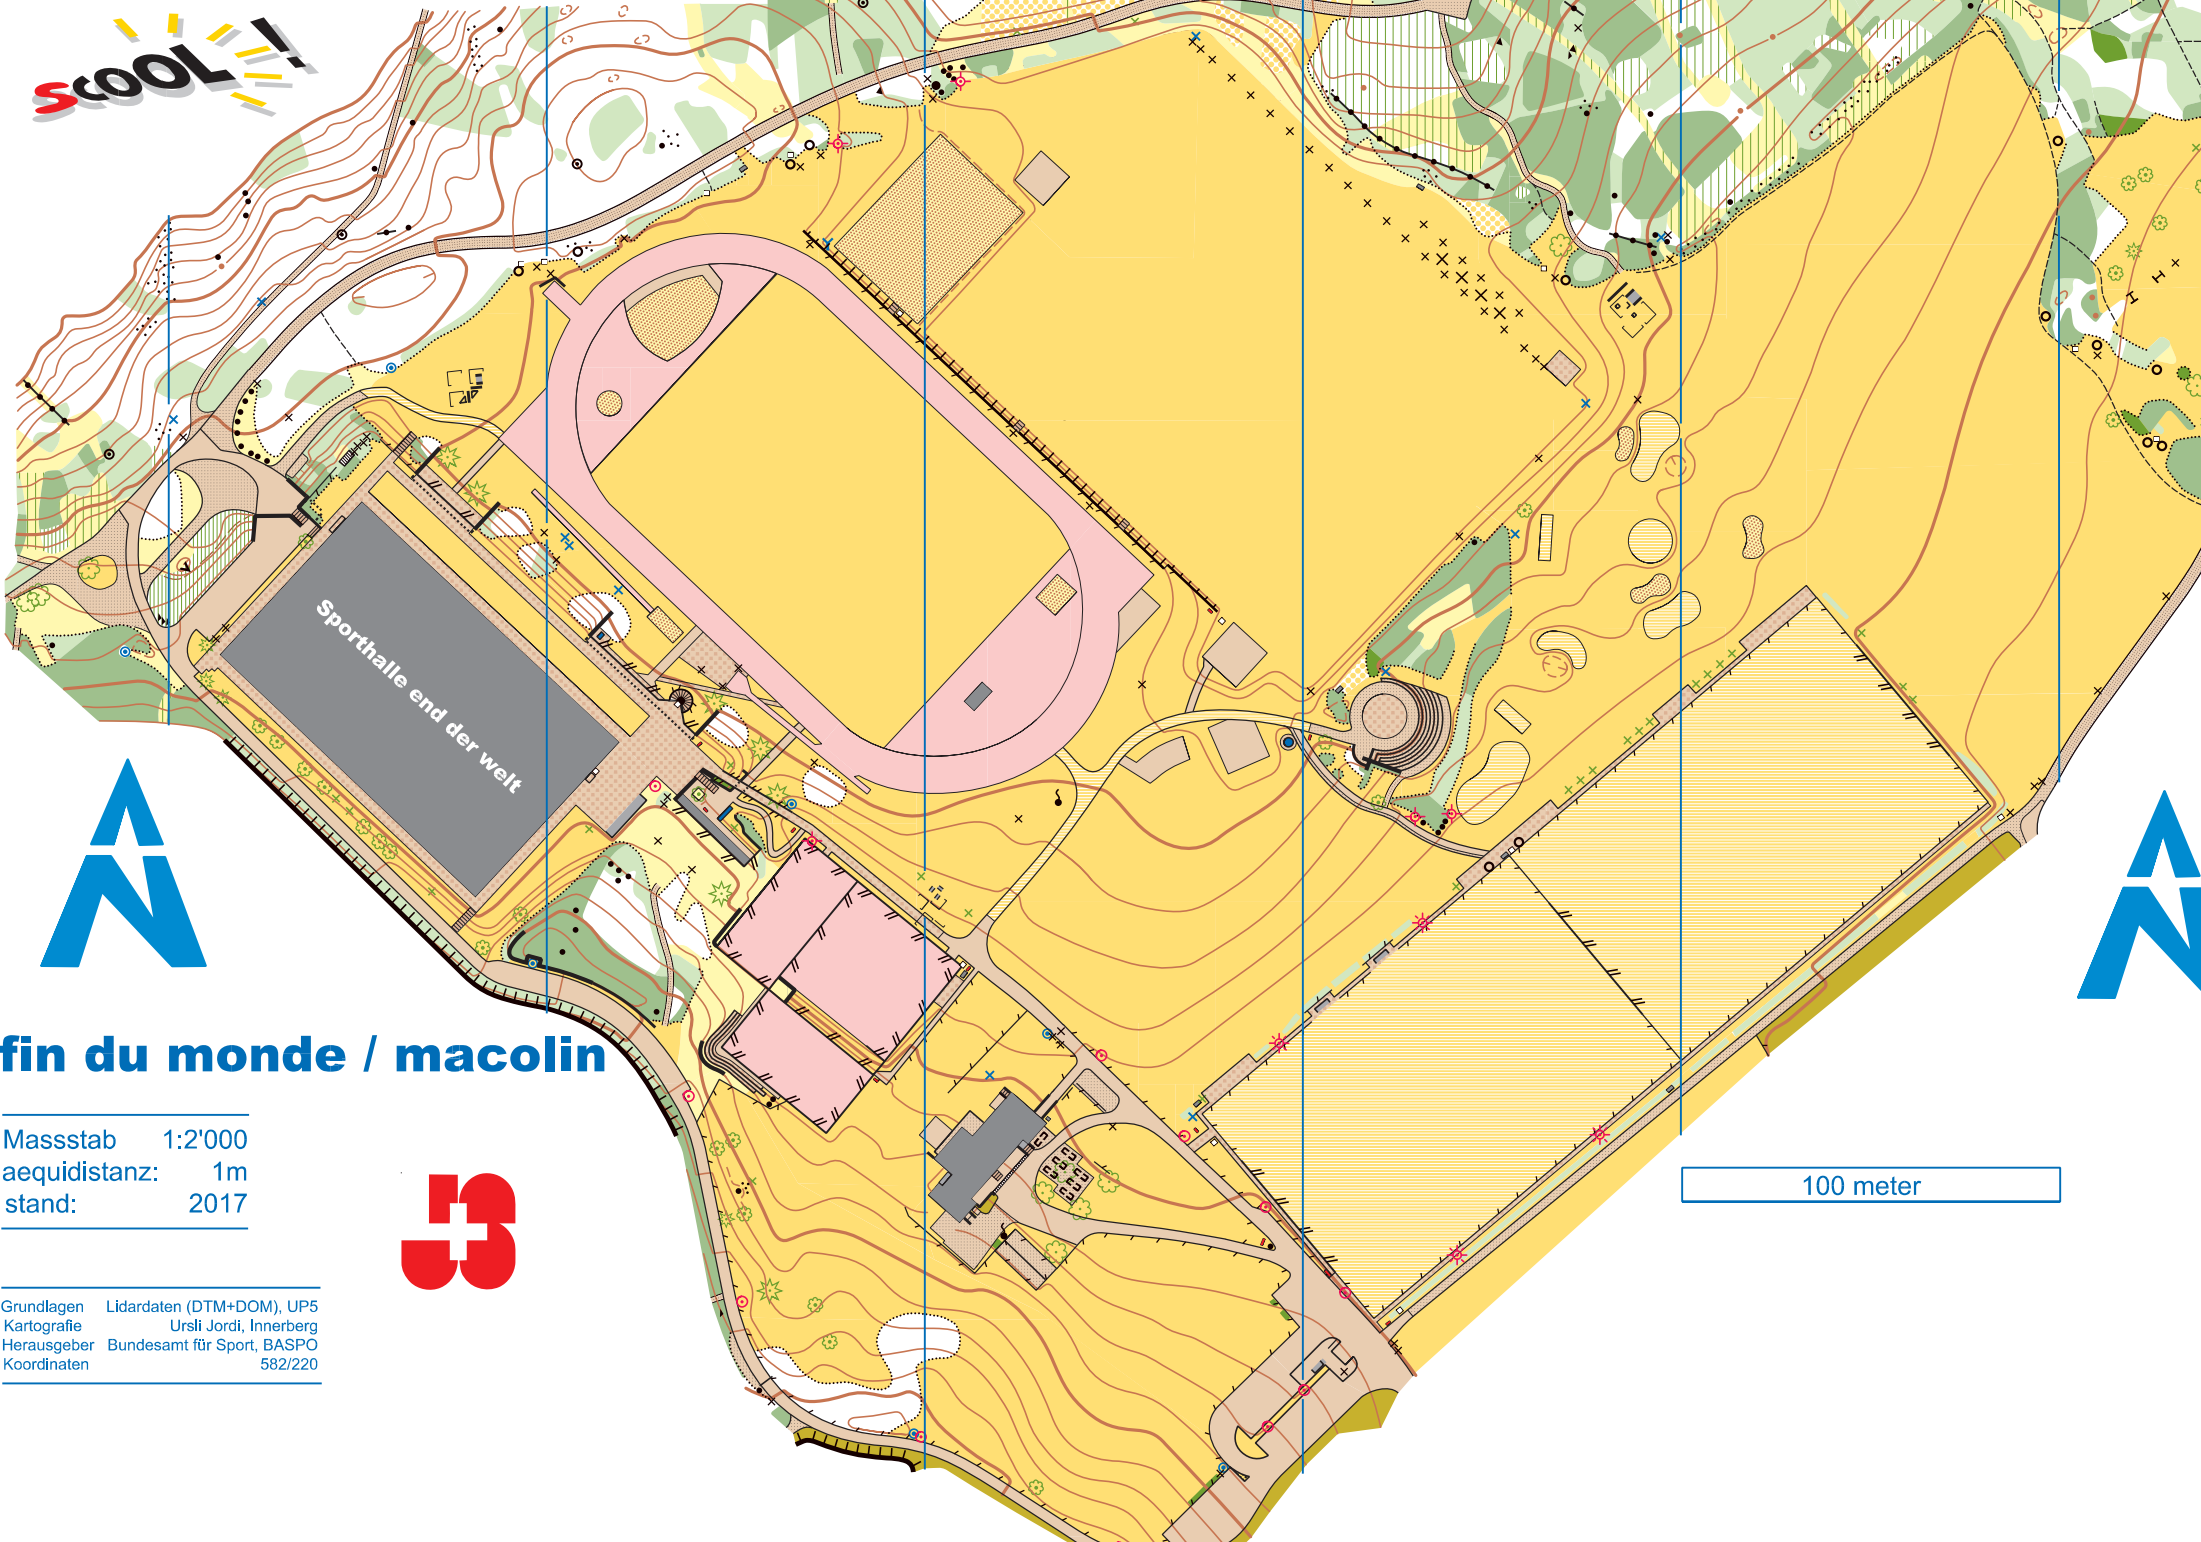 scool!
Sporthalle end der welt
fin du monde / macolin
Massstab 1:2'000
aequidistanz: 1m
stand: 2017
100 meter
Grundlagen Lidardaten (DTM+DOM), UP5
Kartografie Ursli Jordi, Innerberg
Herausgeber Bundesamt für Sport, BASPO
Koordinaten 582/220